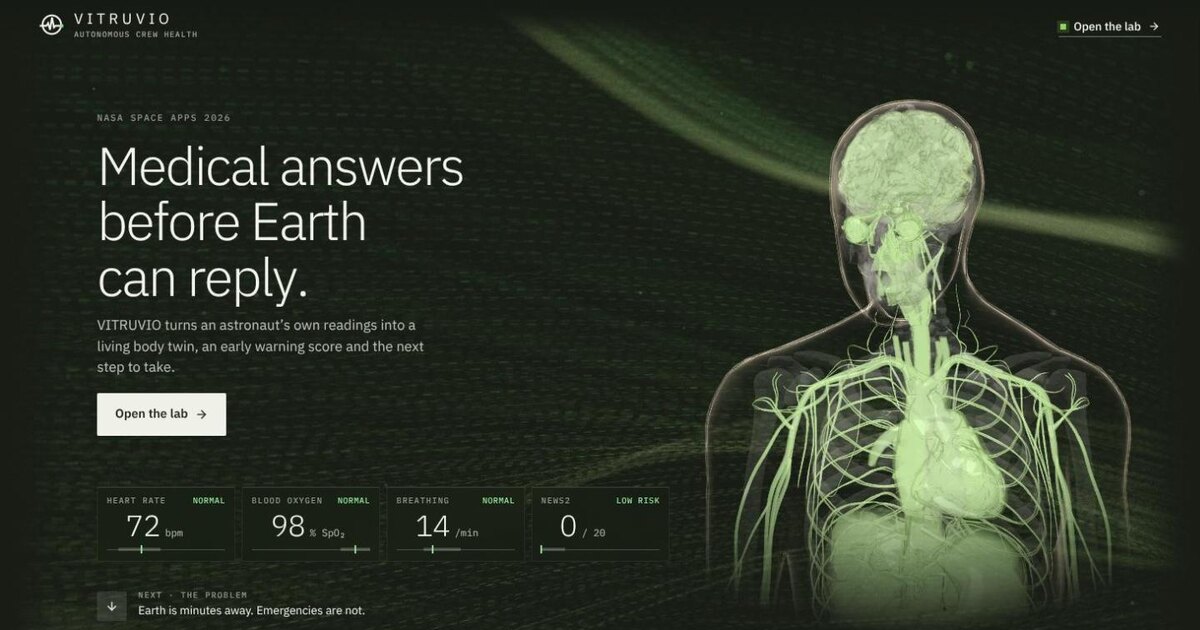 VITRUVIO
AUTONOMOUS CREW HEALTH
Open the lab →
NASA SPACE APPS 2026
Medical answers
before Earth
can reply.
VITRUVIO turns an astronaut's own readings into a
living body twin, an early warning score and the next
step to take.
Open the lab →
HEART RATE NORMAL
72 bpm
BLOOD OXYGEN NORMAL
98 % SpO₂
BREATHING NORMAL
14 /min
NEWS2 LOW RISK
0 / 20
NEXT · THE PROBLEM
Earth is minutes away. Emergencies are not.